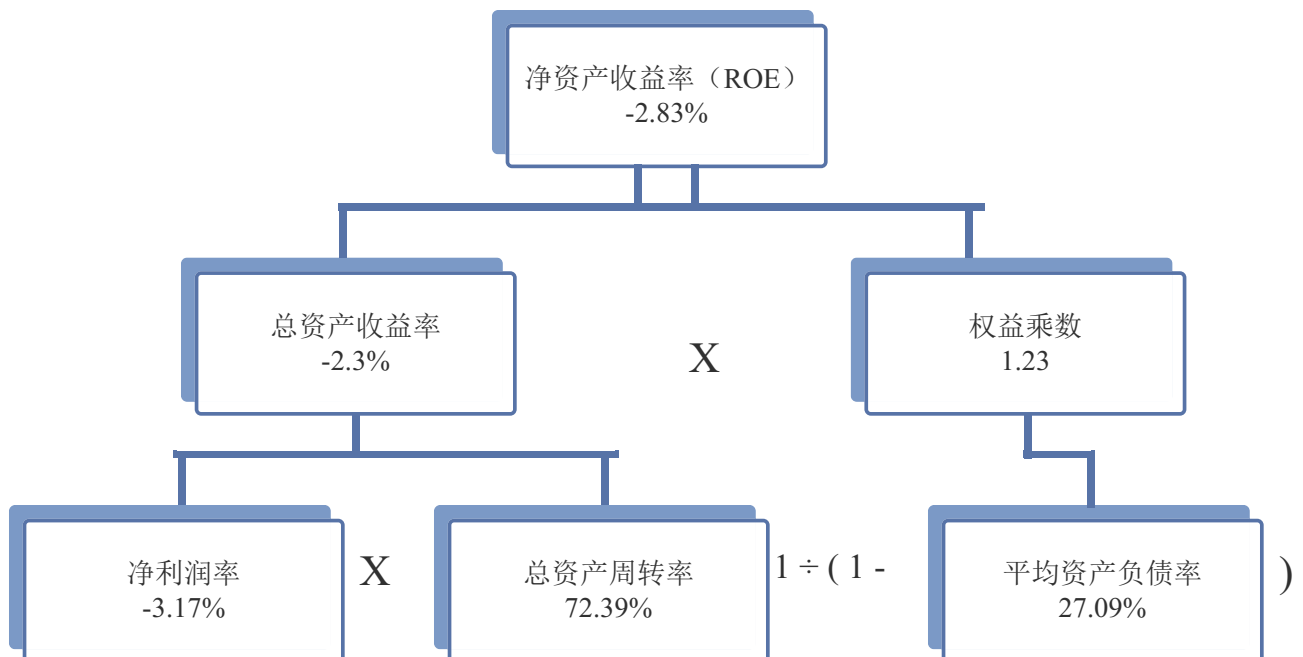 净资产收益率（ROE）
-2.83%
总资产收益率
-2.3%
X
权益乘数
1.23
净利润率
-3.17%
X
总资产周转率
72.39%
1 ÷ ( 1 -
平均资产负债率
27.09%
)